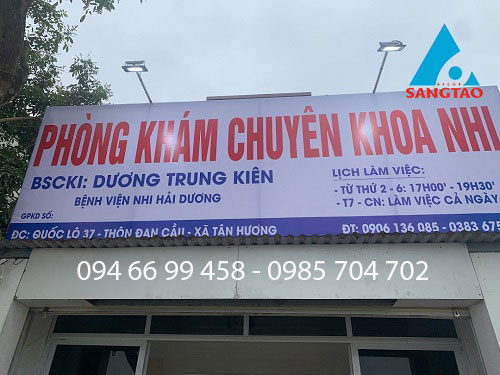 DECOR
SANGTAO
PHÒNG KHÁM CHUYÊN KHOA NHI
BSCKI: DƯƠNG TRUNG KIÊN
BỆNH VIỆN NHI HẢI DƯƠNG
GPKD SỐ:
LỊCH LÀM VIỆC:
- TỪ THỨ 2 - 6: 17H00' - 19H30'
- T7 - CN: LÀM VIỆC CẢ NGÀY
ĐC: QUỐC LỘ 37 - THÔN ĐAN CẦU - XÃ TÂN HƯƠNG
ĐT: 0906 136 085 - 0383 675
094 66 99 458 - 0985 704 702